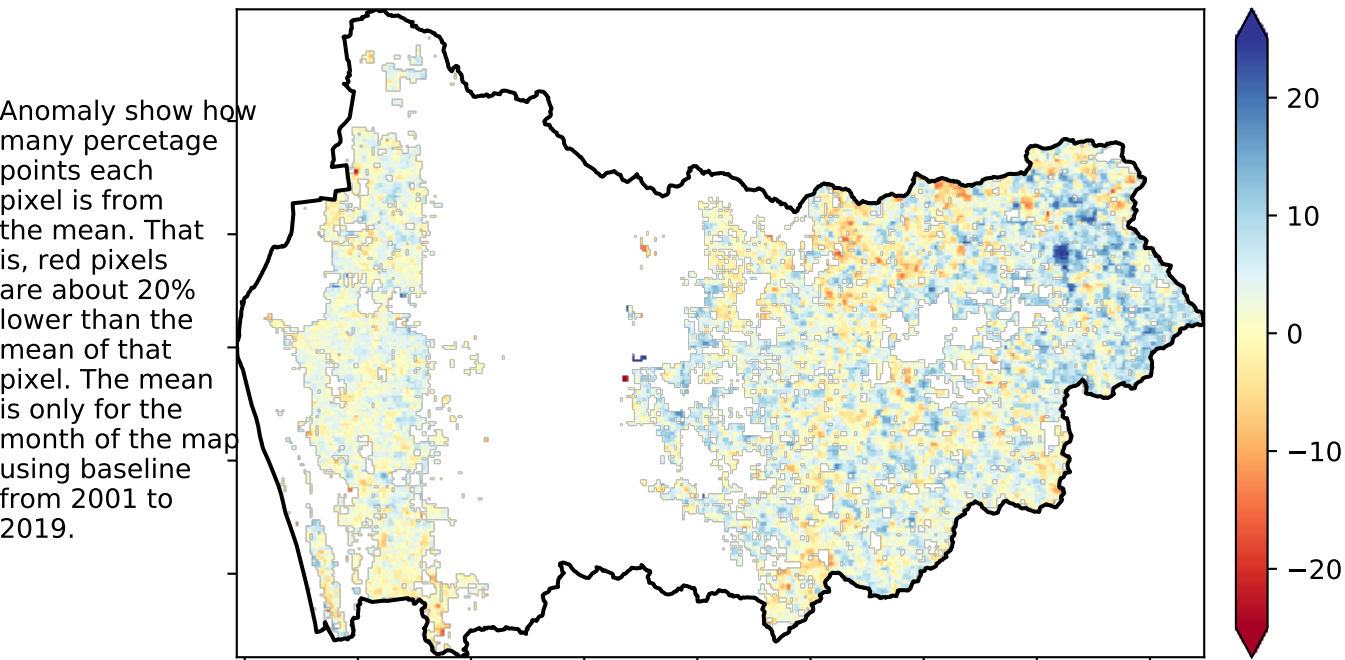 Anomaly show how
many percetage
points each
pixel is from
the mean. That
is, red pixels
are about 20%
lower than the
mean of that
pixel. The mean
is only for the
month of the map
using baseline
from 2001 to
2019.
20
10
0
−10
−20